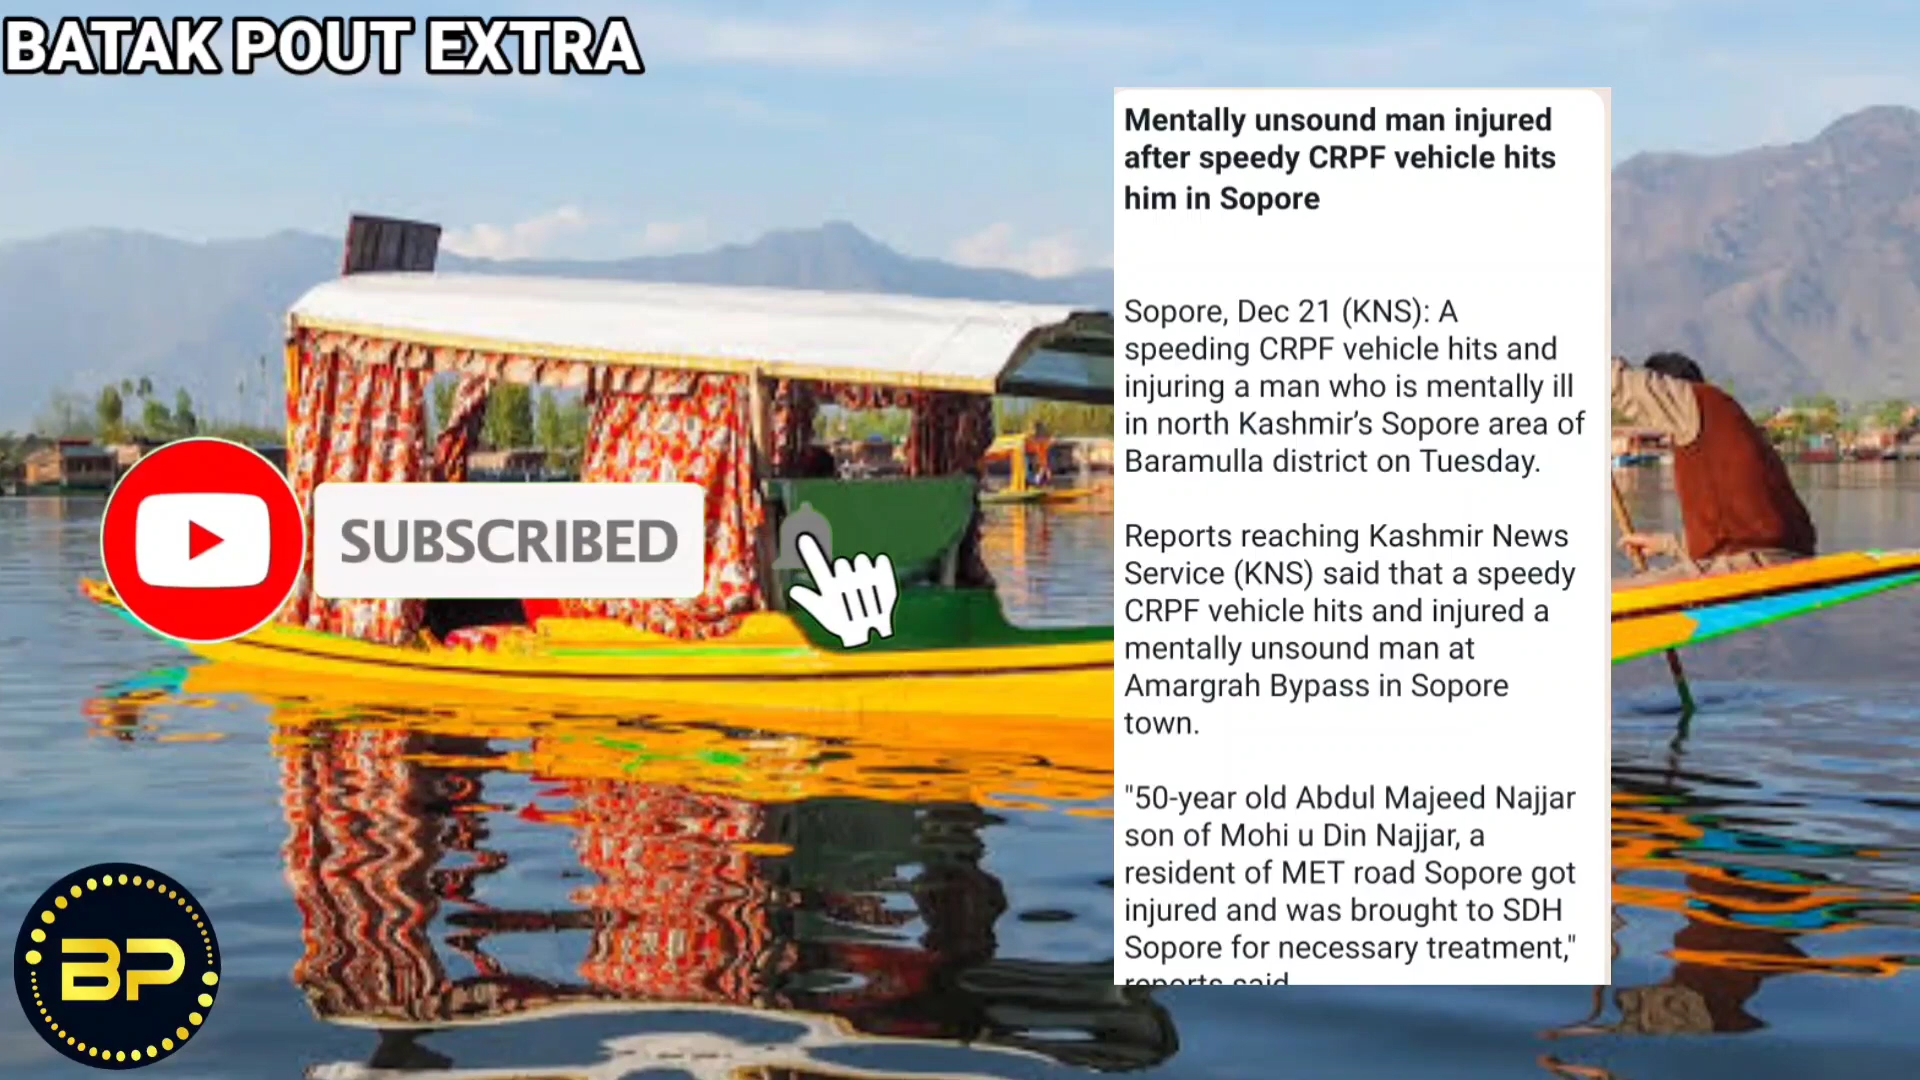 BATAK POUT EXTRA
Mentally unsound man injured
after speedy CRPF vehicle hits
him in Sopore
Sopore, Dec 21 (KNS): A
speeding CRPF vehicle hits and
injuring a man who is mentally ill
in north Kashmir’s Sopore area of
Baramulla district on Tuesday.
Reports reaching Kashmir News
Service (KNS) said that a speedy
CRPF vehicle hits and injured a
mentally unsound man at
Amargrah Bypass in Sopore
town.
"50-year old Abdul Majeed Najjar
son of Mohi u Din Najjar, a
resident of MET road Sopore got
injured and was brought to SDH
Sopore for necessary treatment,"
reports said
SUBSCRIBED
BP